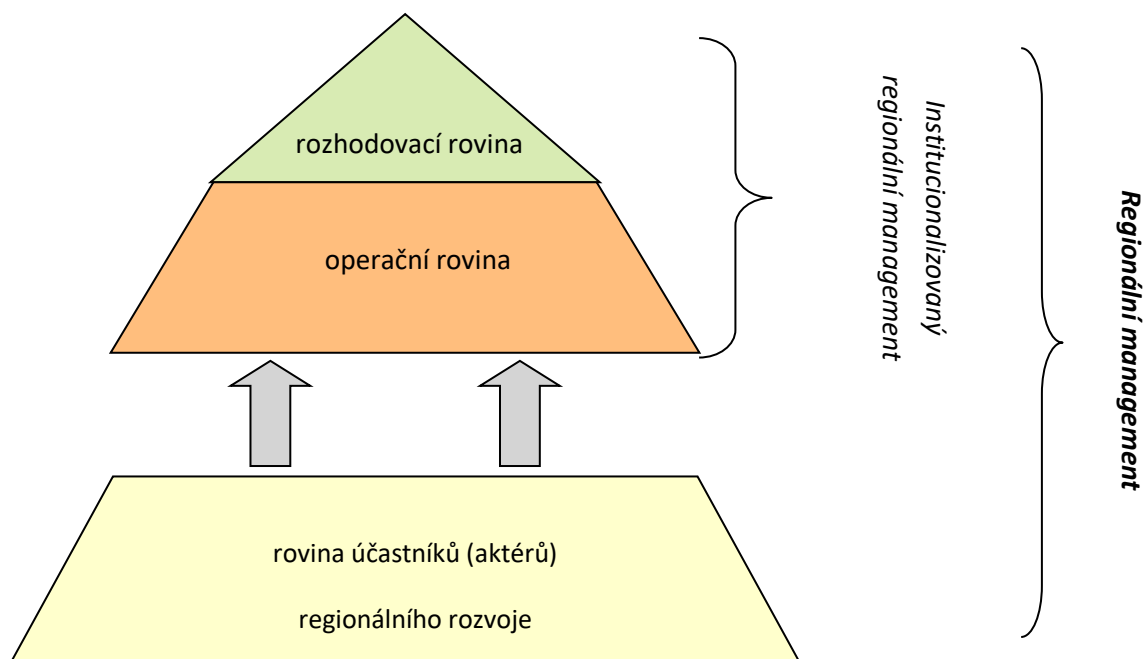 rozhodovací rovina
operační rovina
rovina účastníků (aktérů)
regionálního rozvoje
Institucionalizovaný
regionální management
Regionální management